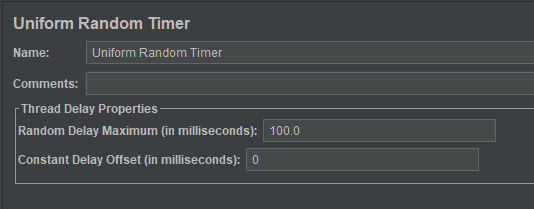 Uniform Random Timer
Name: Uniform Random Timer
Comments:
Thread Delay Properties
Random Delay Maximum (in milliseconds): 100.0
Constant Delay Offset (in milliseconds): 0